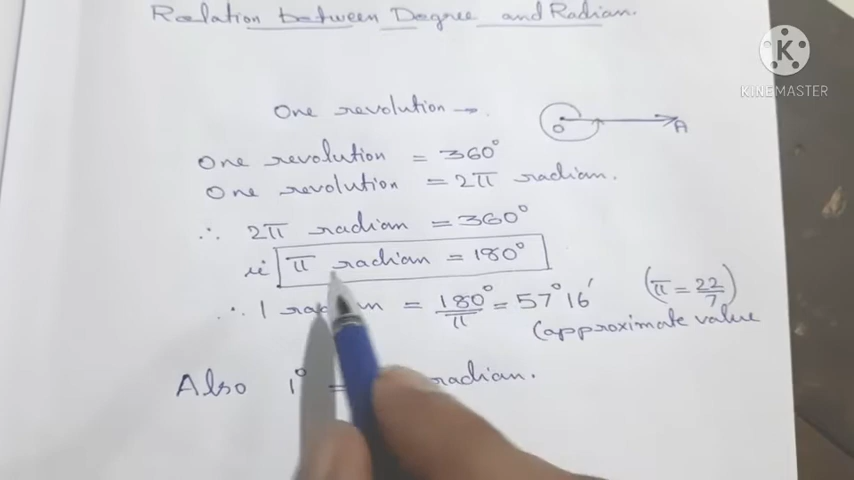 Relation between Degree and Radian.
K
KINEMASTER
One revolution →.
O A
One revolution = 360°
One revolution = 2π radian.
∴ 2π radian = 360°
ie π radian = 180°
∴ 1 = 180°/π = 57°16' (π = 22/7)
(approximate value
Also 1° = radian.